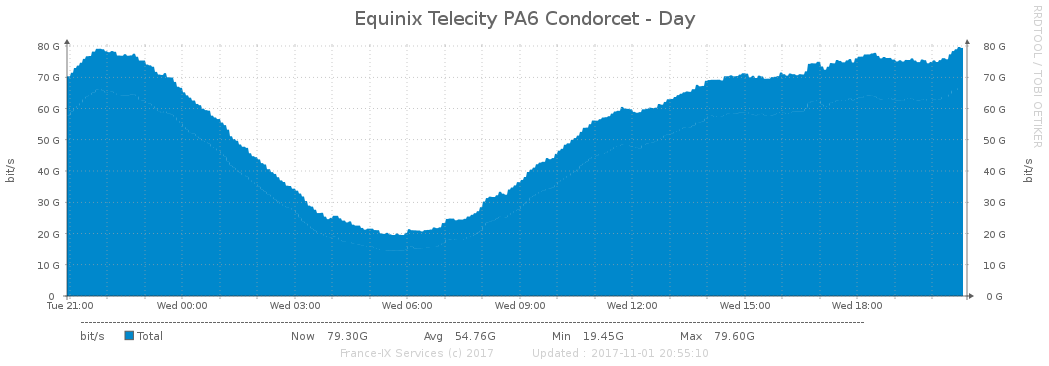 Equinix Telecity PA6 Condorcet - Day
RRDTOOL / TOBI OETIKER
bit/s
80 G 80 G
70 G 70 G
60 G 60 G
50 G 50 G
40 G 40 G
30 G 30 G
20 G 20 G
10 G 10 G
0 0 G
bit/s
Tue 21:00 Wed 00:00 Wed 03:00 Wed 06:00 Wed 09:00 Wed 12:00 Wed 15:00 Wed 18:00
bit/s Total Now 79.30G Avg 54.76G Min 19.45G Max 79.60G
France-IX Services (c) 2017 Updated : 2017-11-01 20:55:10